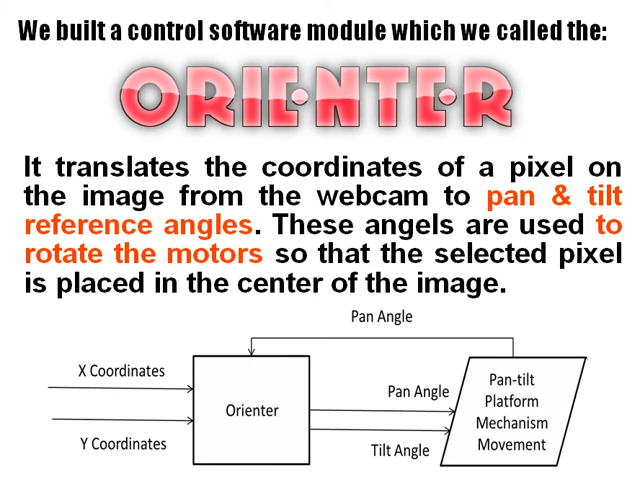 We built a control software module which we called the:
ORIENTER
It translates the coordinates of a pixel on
the image from the webcam to pan & tilt
reference angles. These angels are used to
rotate the motors so that the selected pixel
is placed in the center of the image.
Pan Angle
X Coordinates
Y Coordinates
Orienter
Pan Angle
Tilt Angle
Pan-tilt
Platform
Mechanism
Movement